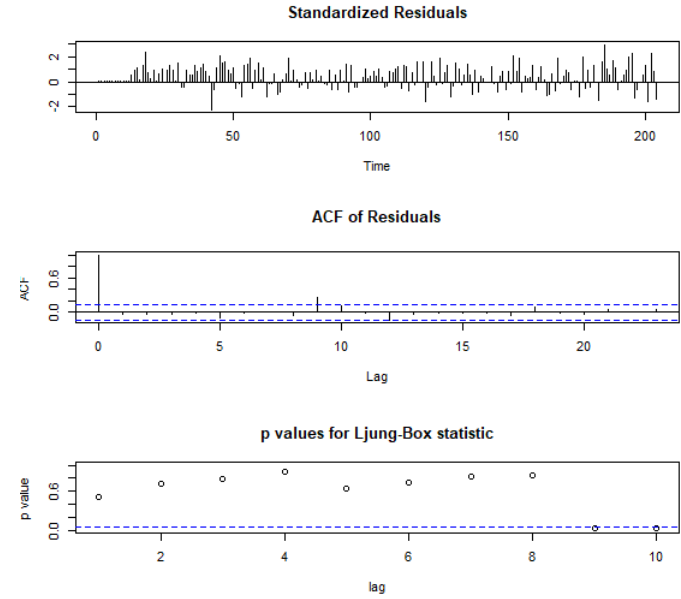 Standardized Residuals
2
0
-2
0 50 100 150 200
Time
ACF of Residuals
ACF
0.6
0.0
0 5 10 15 20
Lag
p values for Ljung-Box statistic
p value
0.6
0.0
2 4 6 8 10
lag